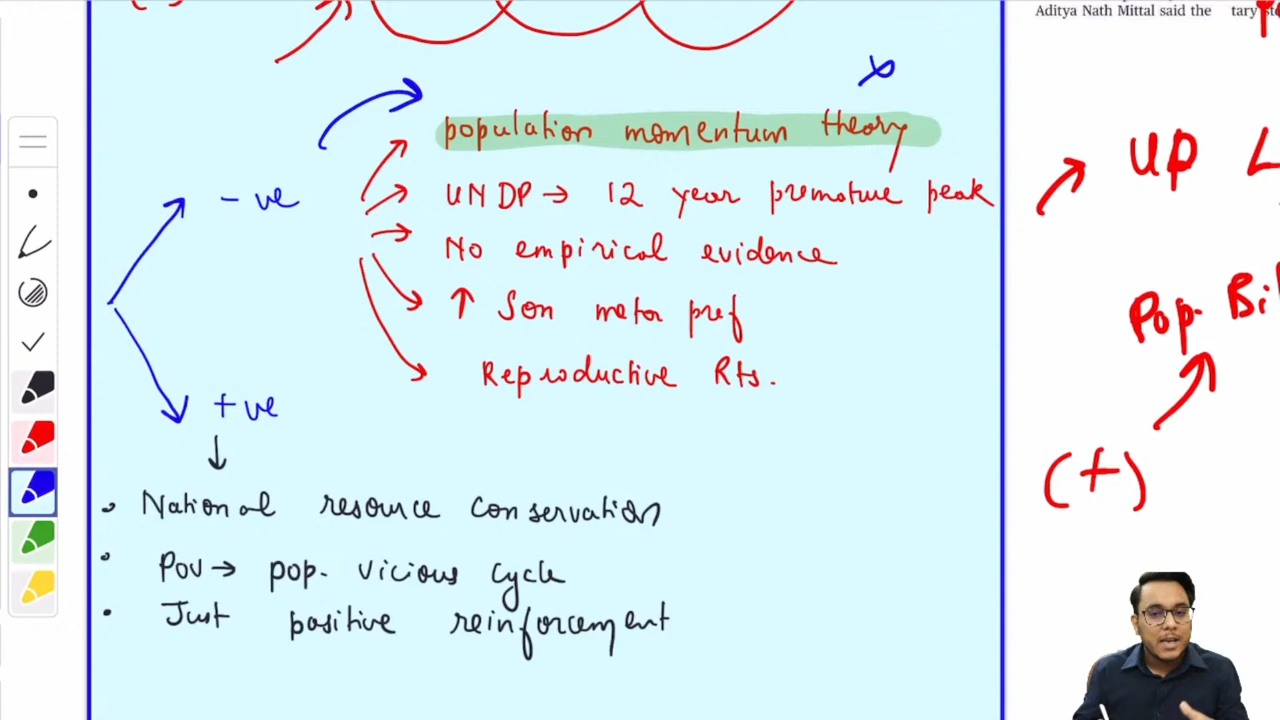 Aditya Nath Mittal said the
tary
population momentum theory
UNDP → 12 year premature peak
- ve
No empirical evidence
↑ Son meta pref
Reproductive Rts.
+ ve
• National resource conservation
• Pov → pop. vicious cycle
• Just positive reinforcement
UP L
Pop. Bil
(+)